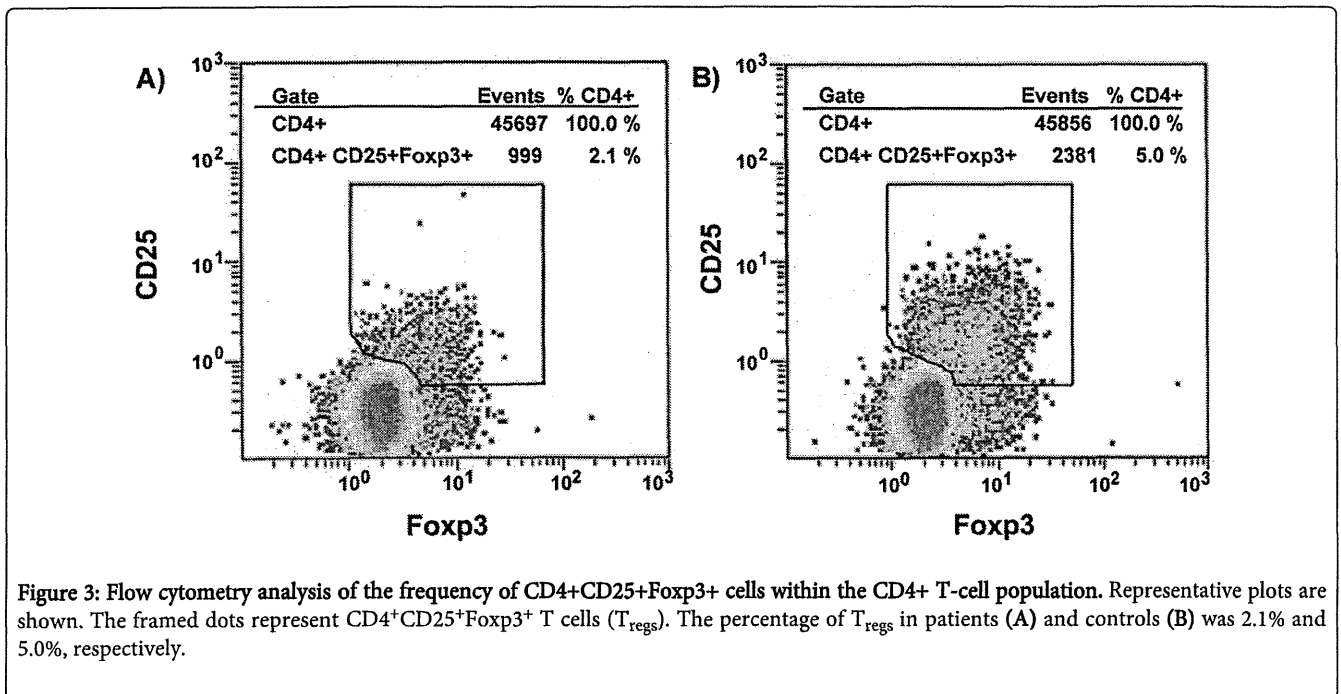 A)
10³
10²
10¹
10⁰
CD25
Gate Events % CD4+
CD4+ 45697 100.0 %
CD4+ CD25+Foxp3+ 999 2.1 %
10⁰ 10¹ 10² 10³
Foxp3
B)
10³
10²
10¹
10⁰
CD25
Gate Events % CD4+
CD4+ 45856 100.0 %
CD4+ CD25+Foxp3+ 2381 5.0 %
10⁰ 10¹ 10² 10³
Foxp3
Figure 3: Flow cytometry analysis of the frequency of CD4+CD25+Foxp3+ cells within the CD4+ T-cell population. Representative plots are
shown. The framed dots represent CD4⁺CD25⁺Foxp3⁺ T cells (Tregs). The percentage of Tregs in patients (A) and controls (B) was 2.1% and
5.0%, respectively.